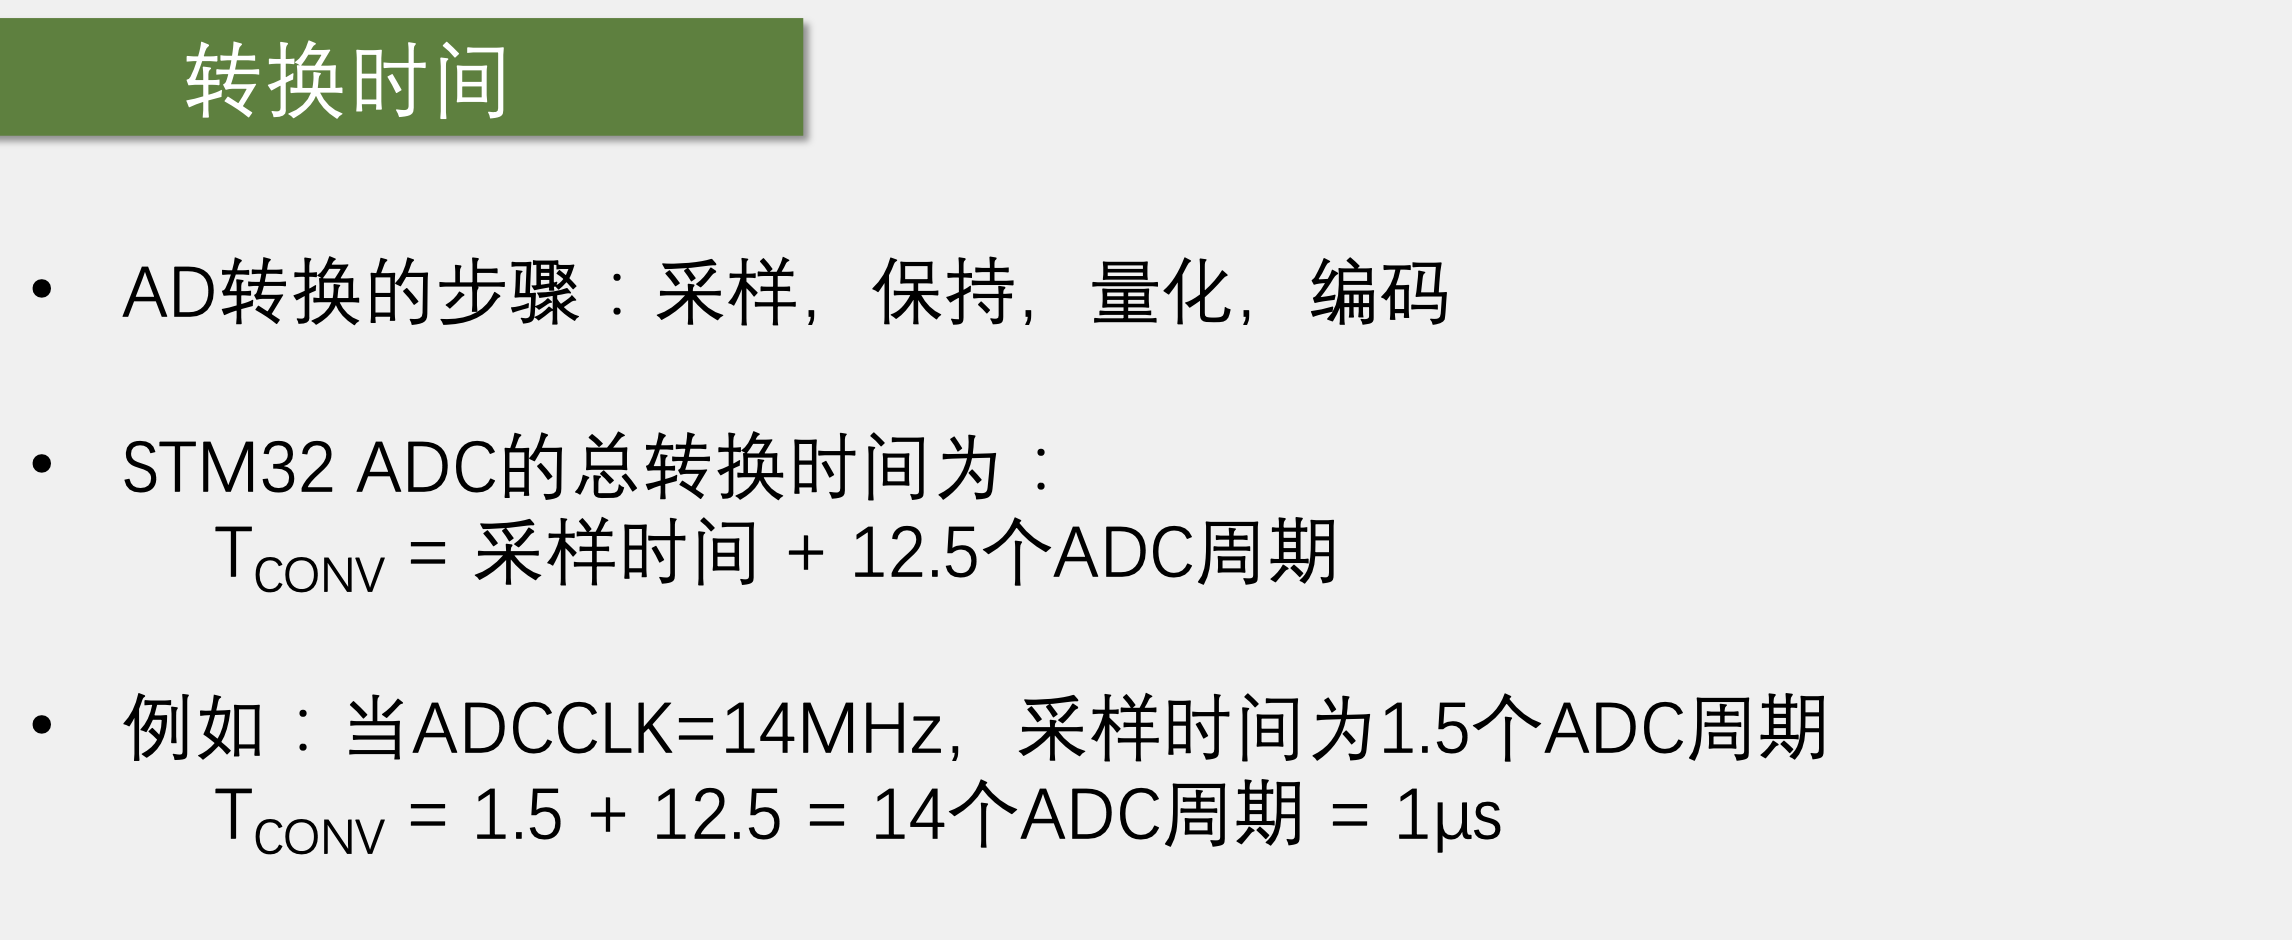 转换时间
• AD转换的步骤：采样，保持，量化，编码
• STM32 ADC的总转换时间为：
T_CONV = 采样时间 + 12.5个ADC周期
• 例如：当ADCCLK=14MHz，采样时间为1.5个ADC周期
T_CONV = 1.5 + 12.5 = 14个ADC周期 = 1μs